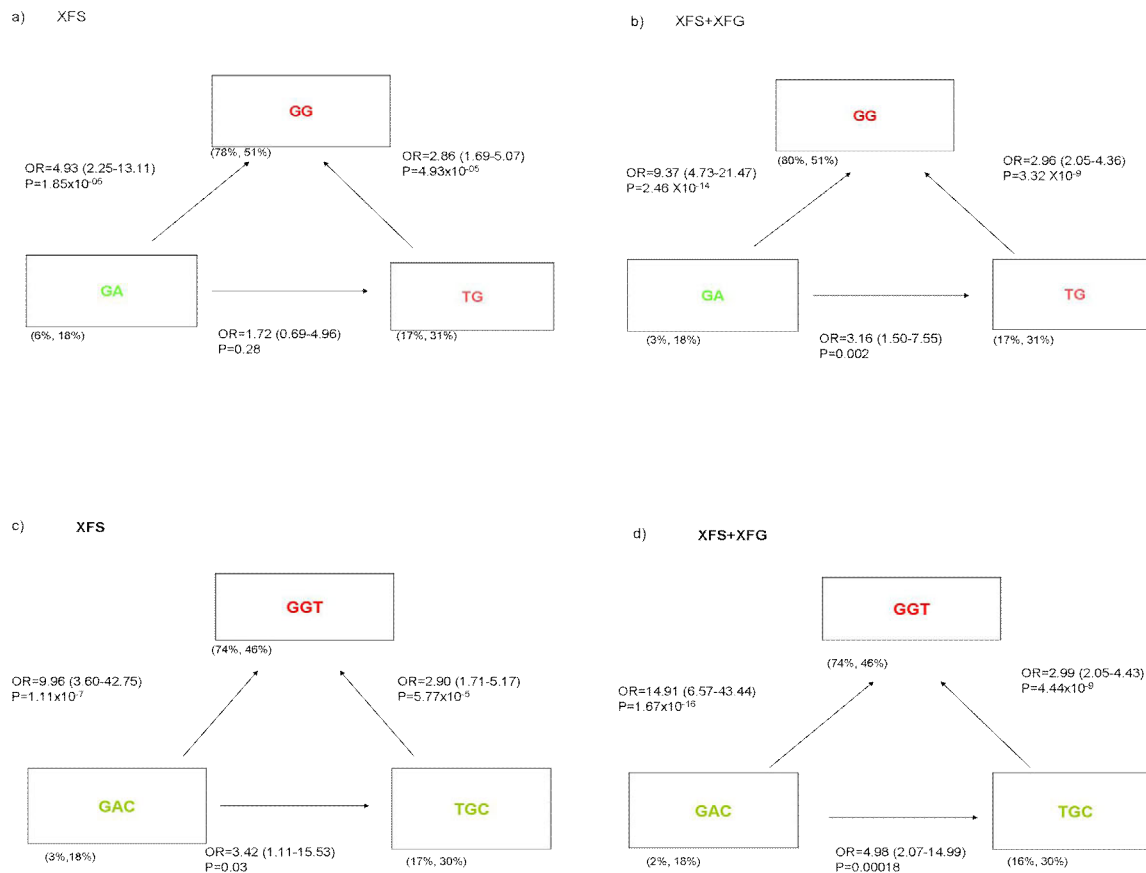 a) XFS
GG
(78%, 51%)
OR=4.93 (2.25-13.11)
P=1.85x10-06
OR=2.86 (1.69-5.07)
P=4.93x10-05
GA
(6%, 18%)
OR=1.72 (0.69-4.96)
P=0.28
TG
(17%, 31%)
b) XFS+XFG
GG
(80%, 51%)
OR=9.37 (4.73-21.47)
P=2.46 X10-14
OR=2.96 (2.05-4.36)
P=3.32 X10-9
GA
(3%, 18%)
OR=3.16 (1.50-7.55)
P=0.002
TG
(17%, 31%)
c) XFS
GGT
(74%, 46%)
OR=9.96 (3.60-42.75)
P=1.11x10-7
OR=2.90 (1.71-5.17)
P=5.77x10-5
GAC
(3%,18%)
OR=3.42 (1.11-15.53)
P=0.03
TGC
(17%, 30%)
d) XFS+XFG
GGT
(74%, 46%)
OR=14.91 (6.57-43.44)
P=1.67x10-16
OR=2.99 (2.05-4.43)
P=4.44x10-9
GAC
(2%, 18%)
OR=4.98 (2.07-14.99)
P=0.00018
TGC
(16%, 30%)